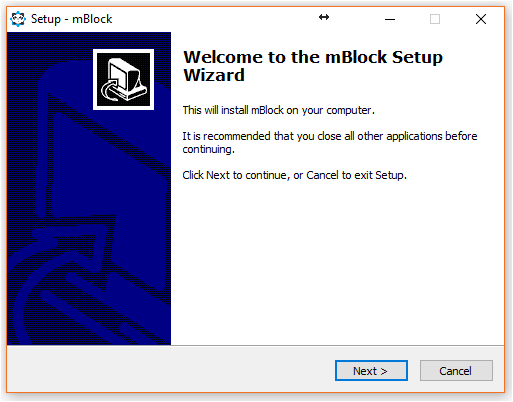 Setup - mBlock
Welcome to the mBlock Setup
Wizard
This will install mBlock on your computer.
It is recommended that you close all other applications before
continuing.
Click Next to continue, or Cancel to exit Setup.
Next >
Cancel